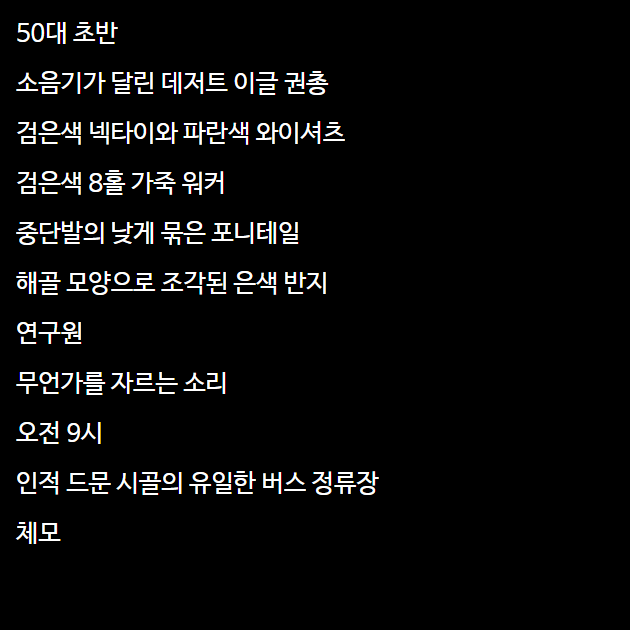 50대 초반
소음기가 달린 데저트 이글 권총
검은색 넥타이와 파란색 와이셔츠
검은색 8홀 가죽 워커
중단발의 낮게 묶은 포니테일
해골 모양으로 조각된 은색 반지
연구원
무언가를 자르는 소리
오전 9시
인적 드문 시골의 유일한 버스 정류장
체모